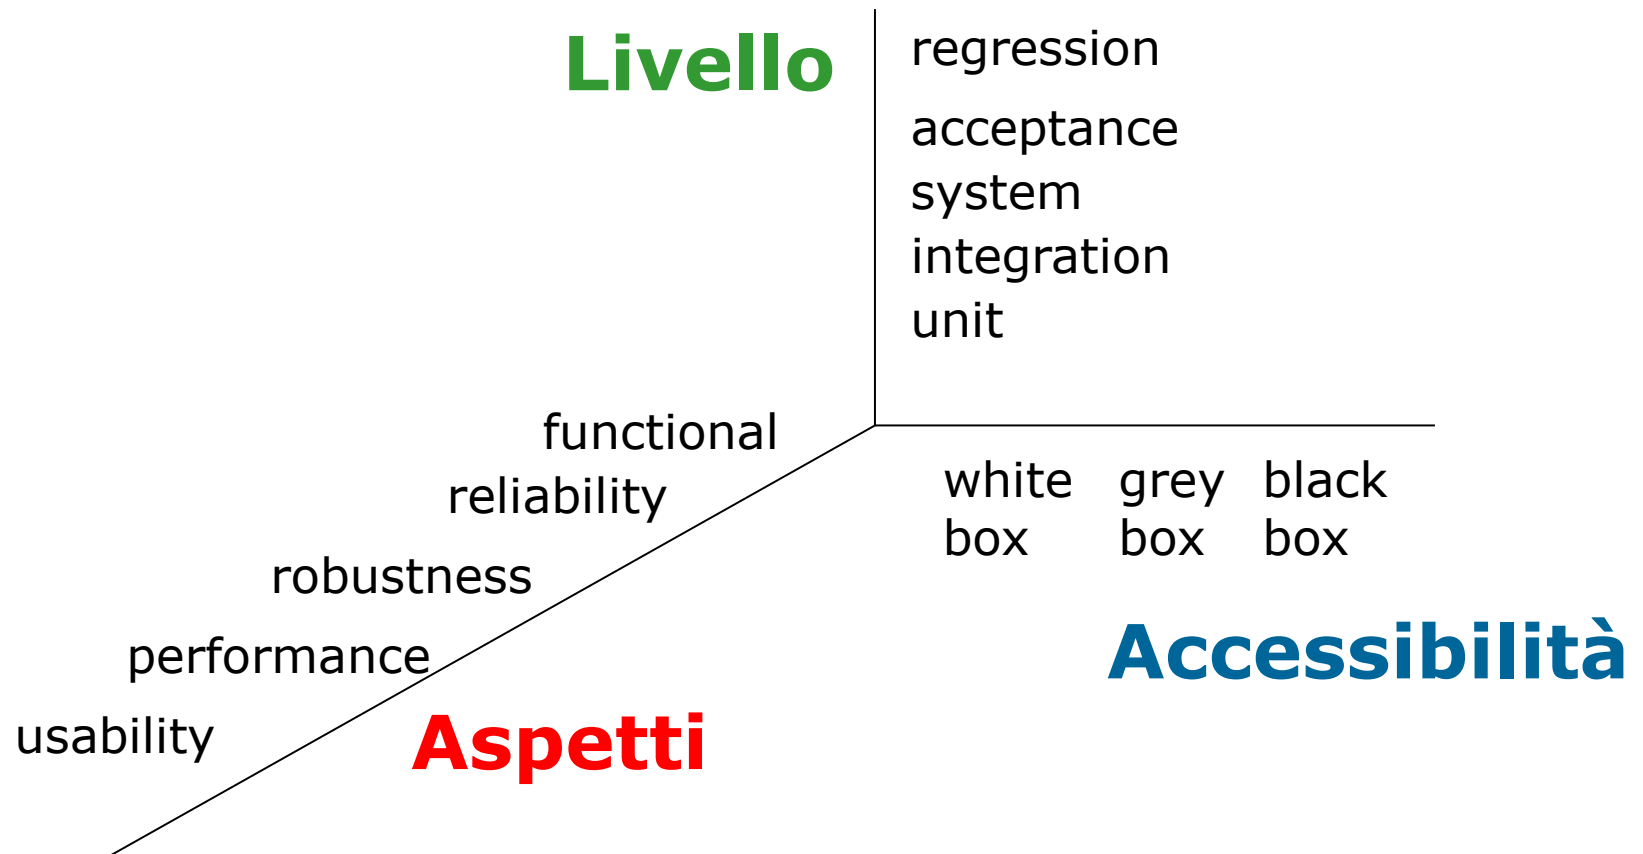 Livello
regression
acceptance
system
integration
unit
functional
reliability
robustness
performance
usability
Aspetti
white grey black
box box box
Accessibilità